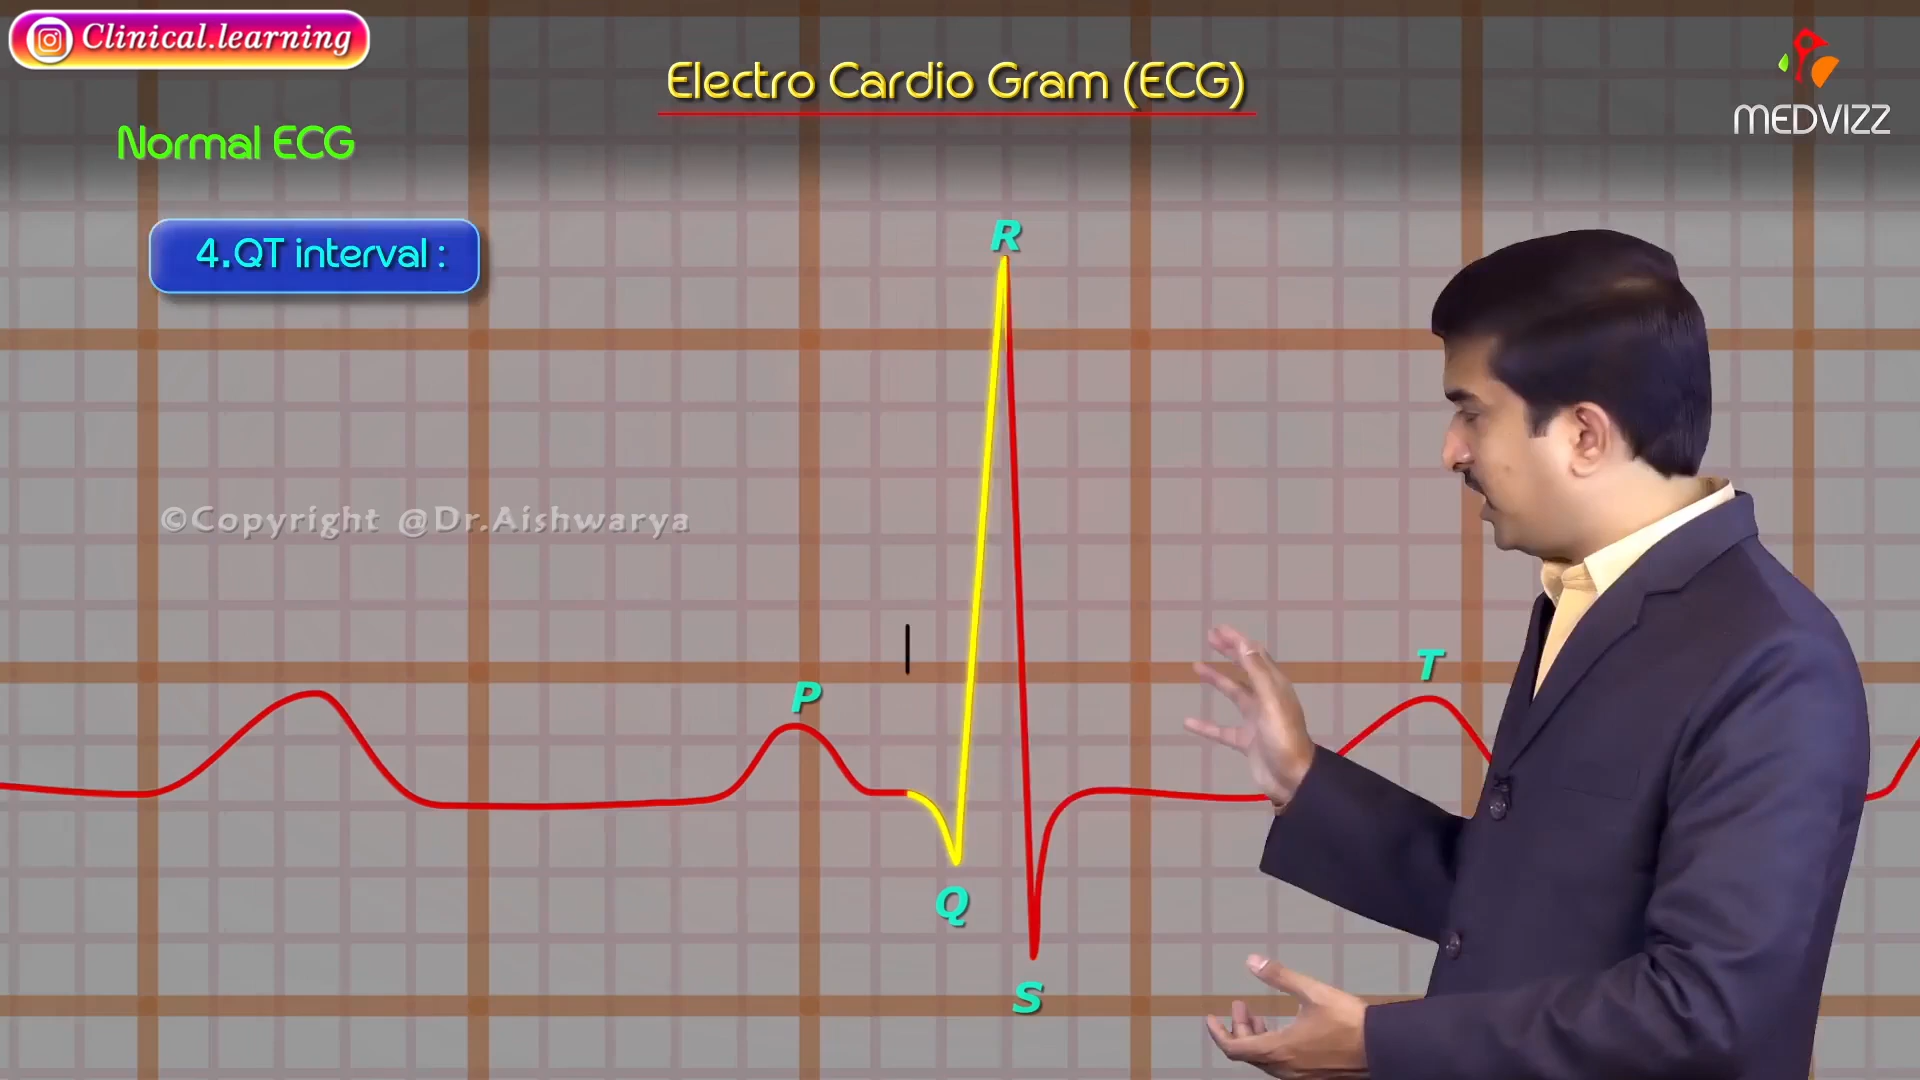 Clinical.learning
Electro Cardio Gram (ECG)
MEDVIZZ
Normal ECG
4.QT interval :
R
©Copyright @Dr.Aishwarya
P
T
Q
S